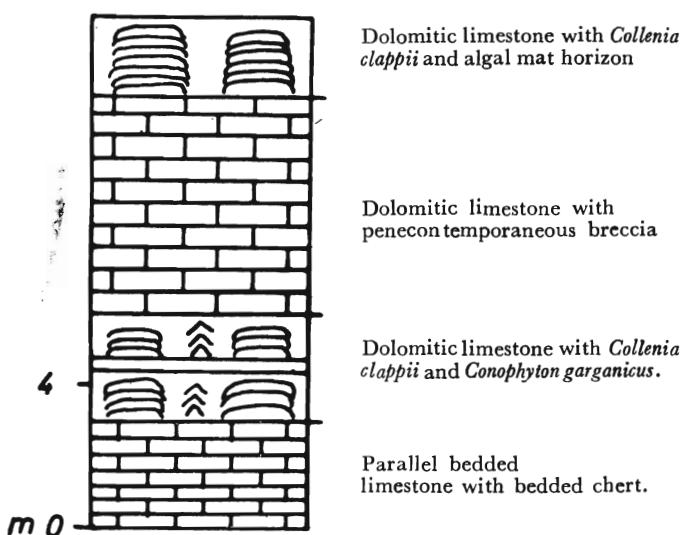 Dolomitic limestone with Collenia
clappii and algal mat horizon
Dolomitic limestone with
penecontemporaneous breccia
Dolomitic limestone with Collenia
clappii and Conophyton garganicus.
4
Parallel bedded
limestone with bedded chert.
m 0